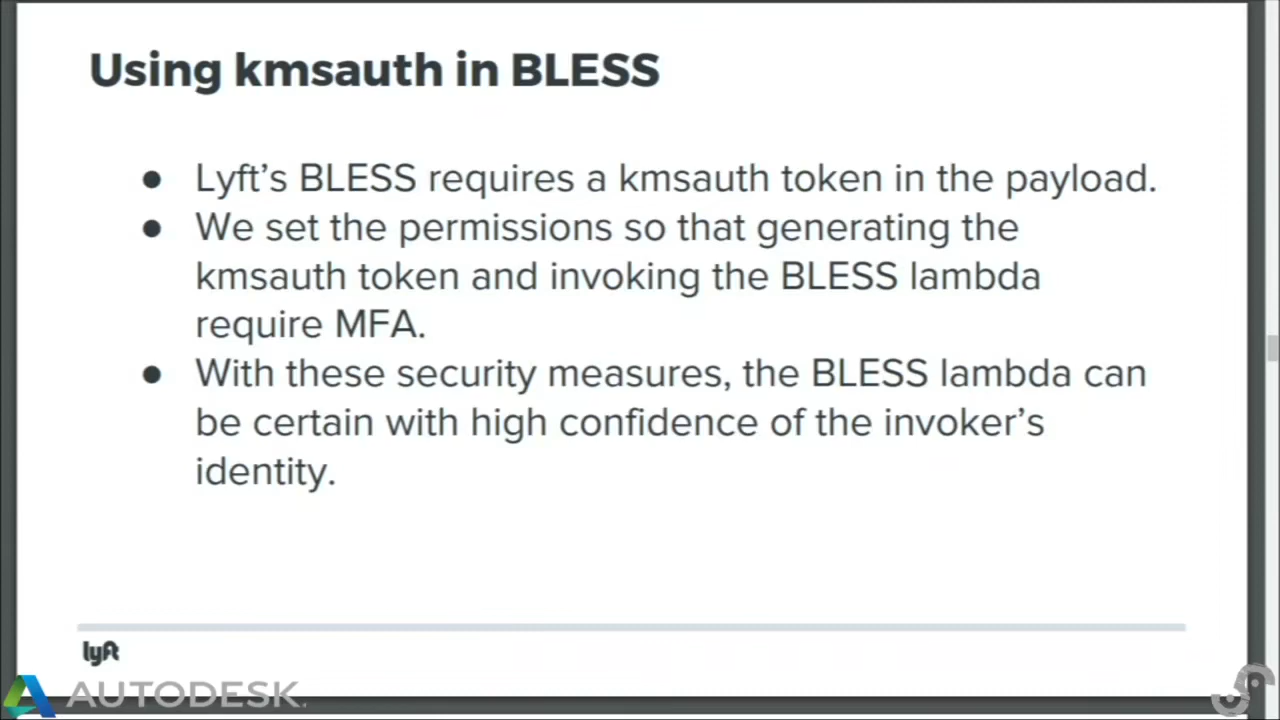 Using kmsauth in BLESS
● Lyft's BLESS requires a kmsauth token in the payload.
● We set the permissions so that generating the
kmsauth token and invoking the BLESS lambda
require MFA.
● With these security measures, the BLESS lambda can
be certain with high confidence of the invoker's
identity.
lyft
AUTODESK.